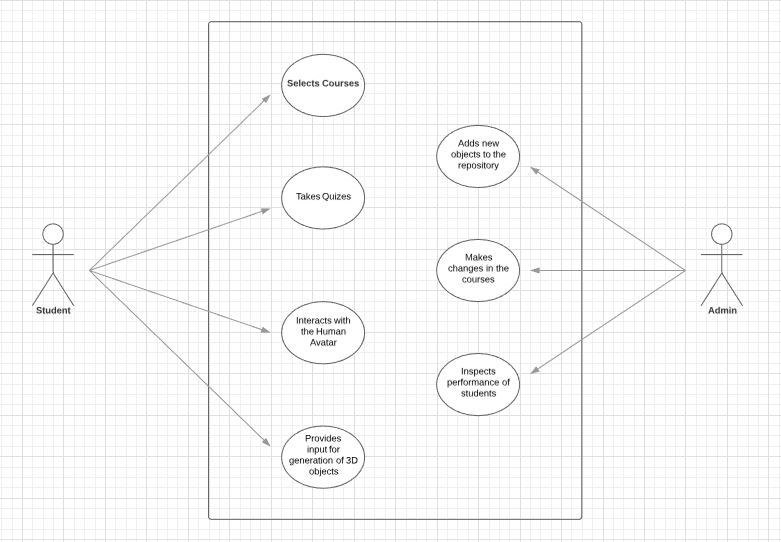 Selects Courses
Adds new
objects to the
repository
Takes Quizes
Makes
changes in the
courses
Student
Admin
Interacts with
the Human
Avatar
Inspects
performance of
students
Provides
input for
generation of 3D
objects